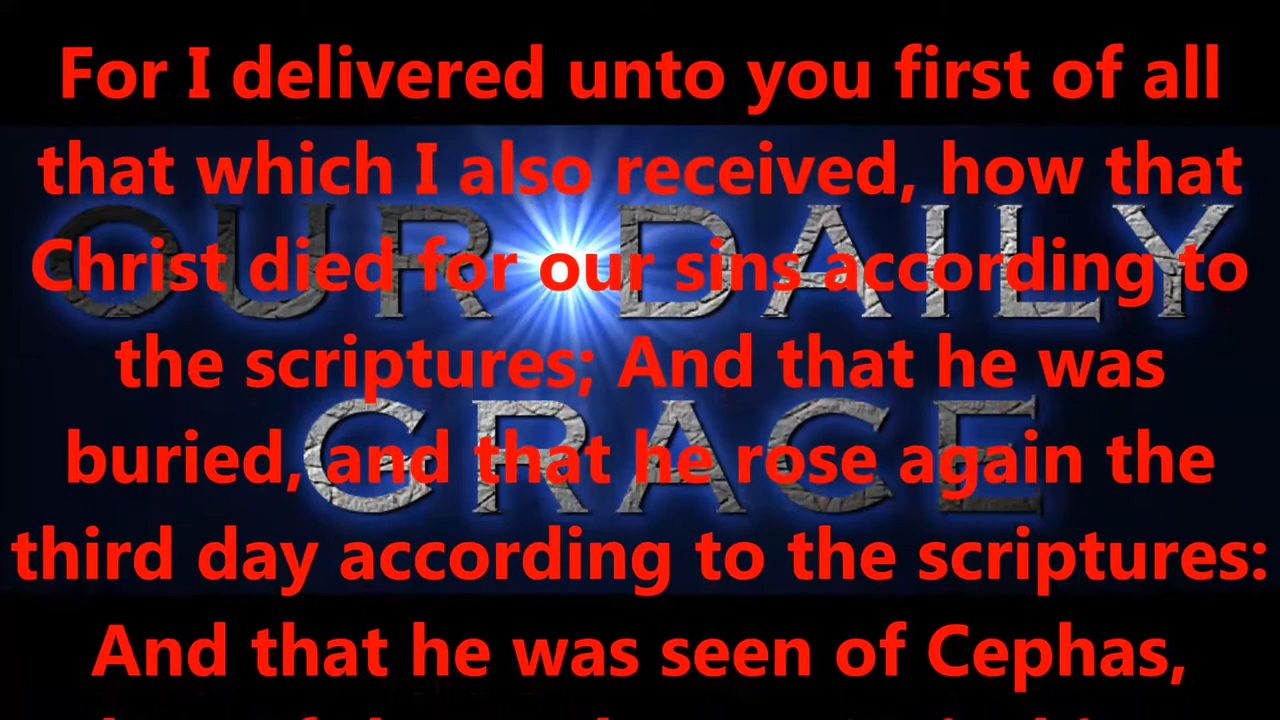 For I delivered unto you first of all
that which I also received, how that
OUR DAILY
Christ died for our sins according to
the scriptures; And that he was
GRACE
buried, and that he rose again the
third day according to the scriptures:
And that he was seen of Cephas,